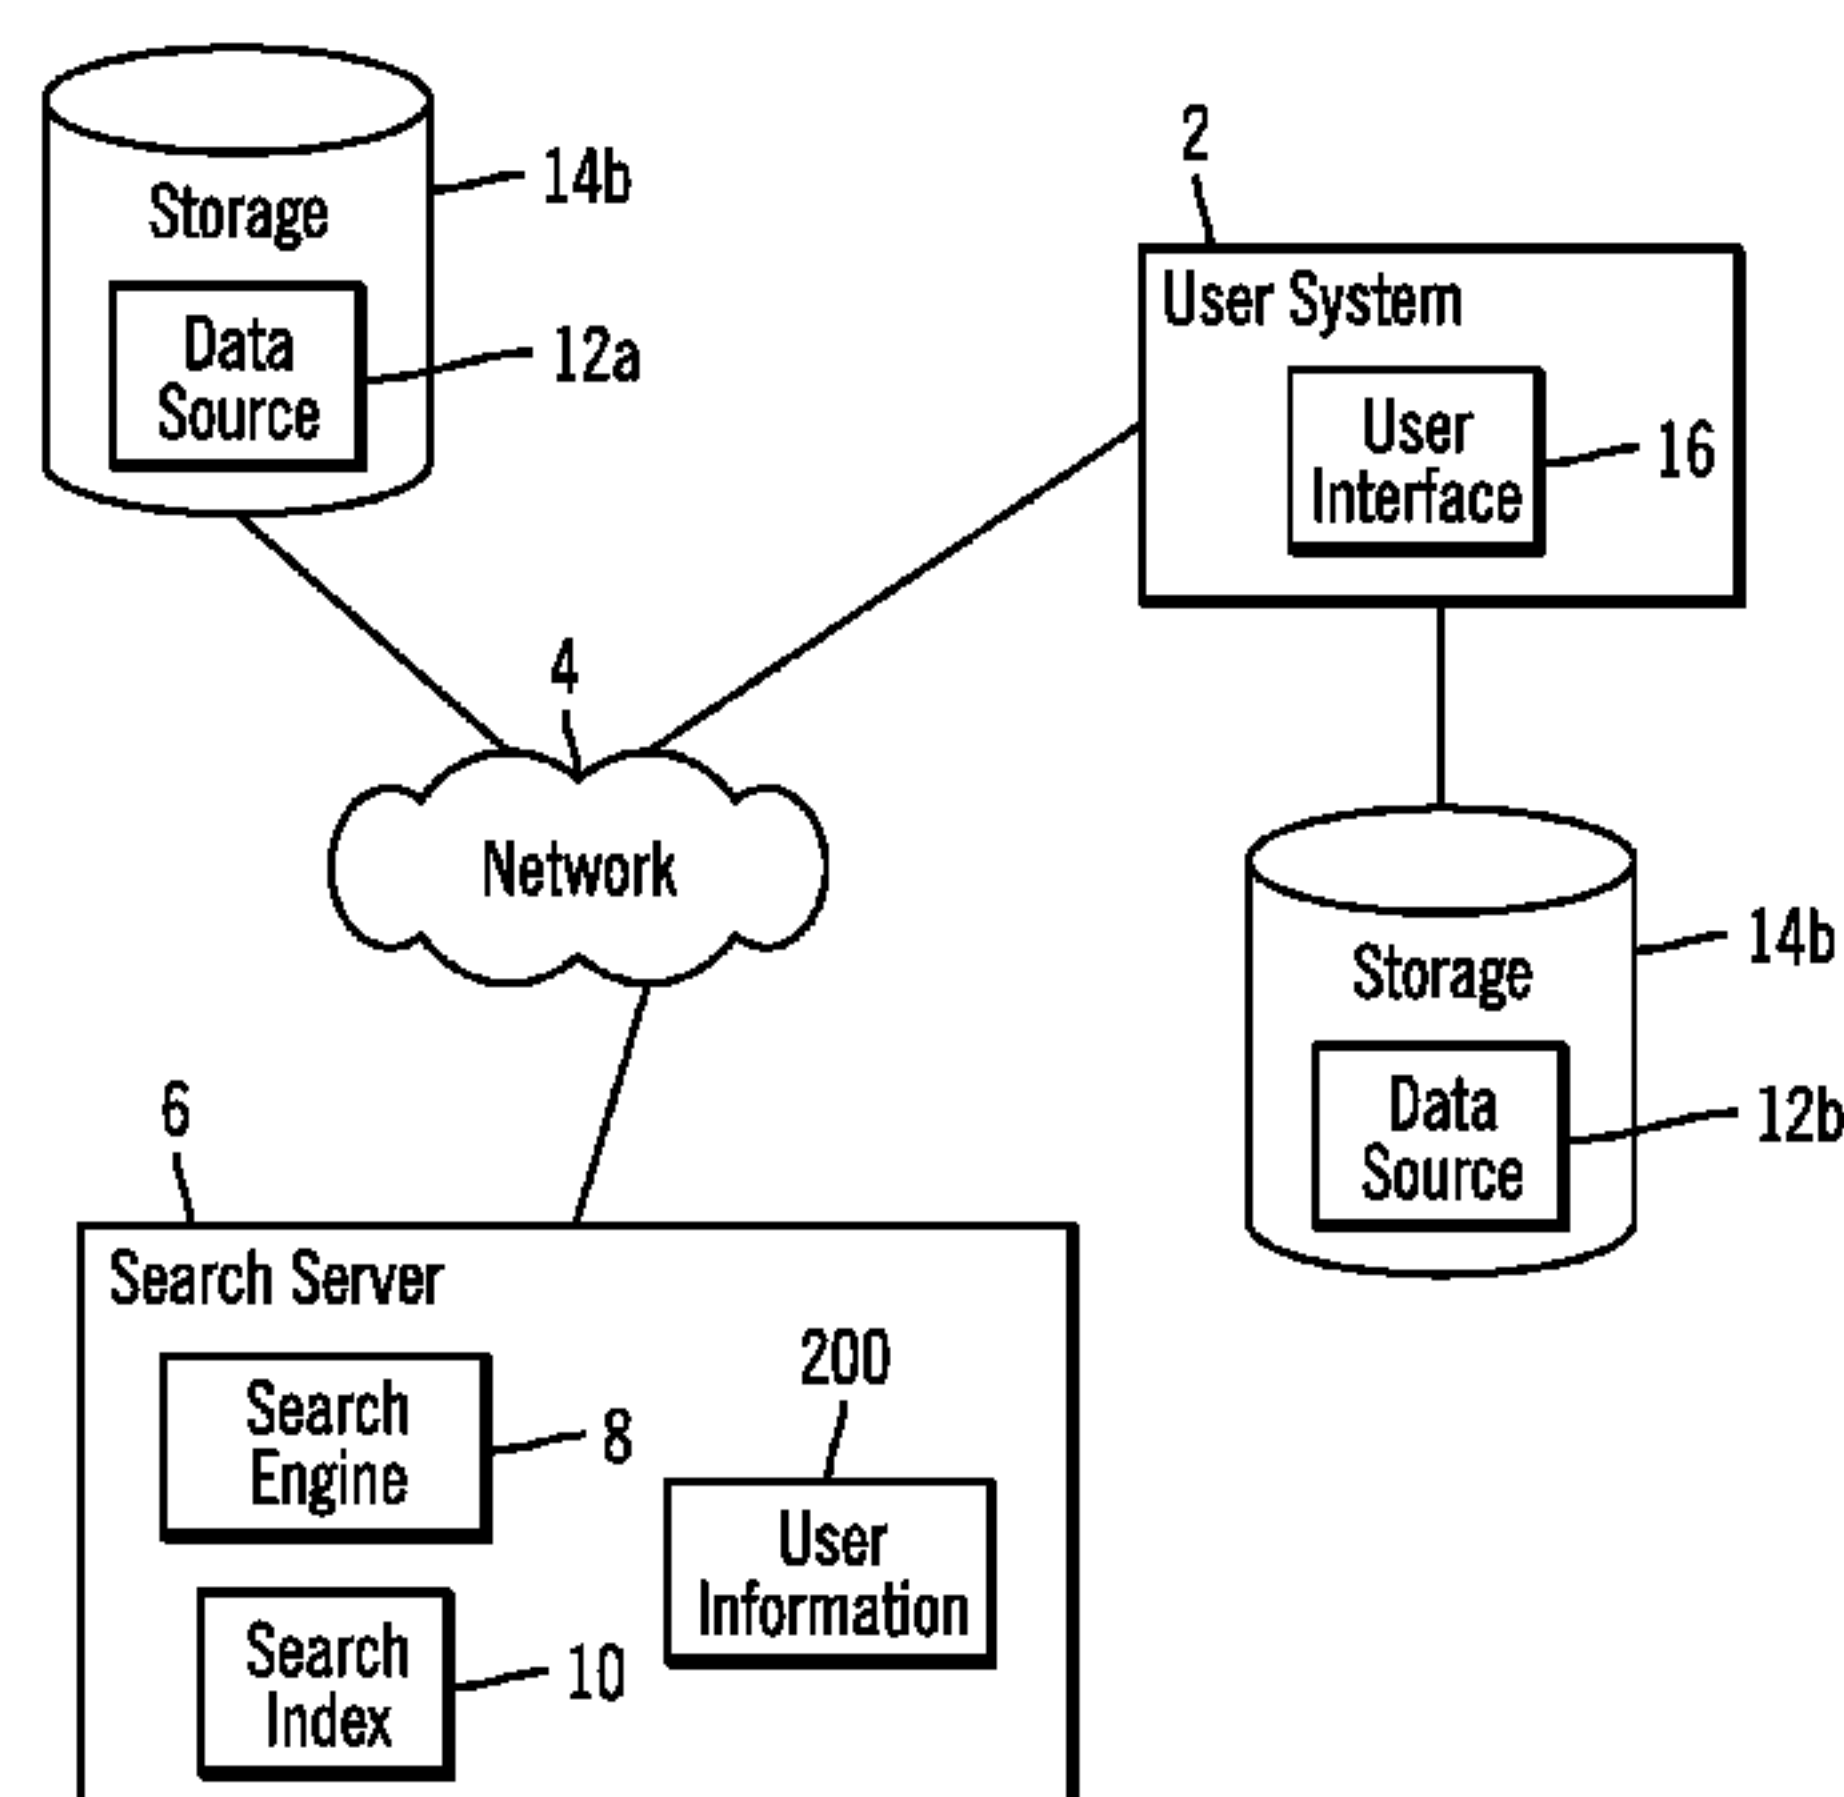 14b
Storage
Data
Source
12a
2
User System
User
Interface
16
4
Network
14b
Storage
Data
Source
12b
6
Search Server
Search
Engine
8
200
User
Information
Search
Index
10